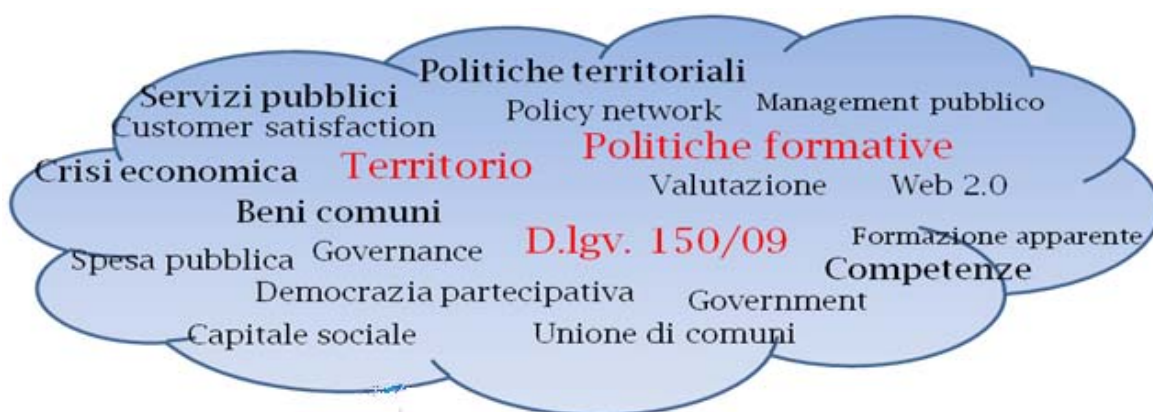 Politiche territoriali
Servizi pubblici
Policy network
Management pubblico
Customer satisfaction
Politiche formative
Crisi economica
Territorio
Valutazione
Web 2.0
Beni comuni
D.lgv. 150/09
Formazione apparente
Spesa pubblica
Governance
Competenze
Democrazia partecipativa
Government
Capitale sociale
Unione di comuni